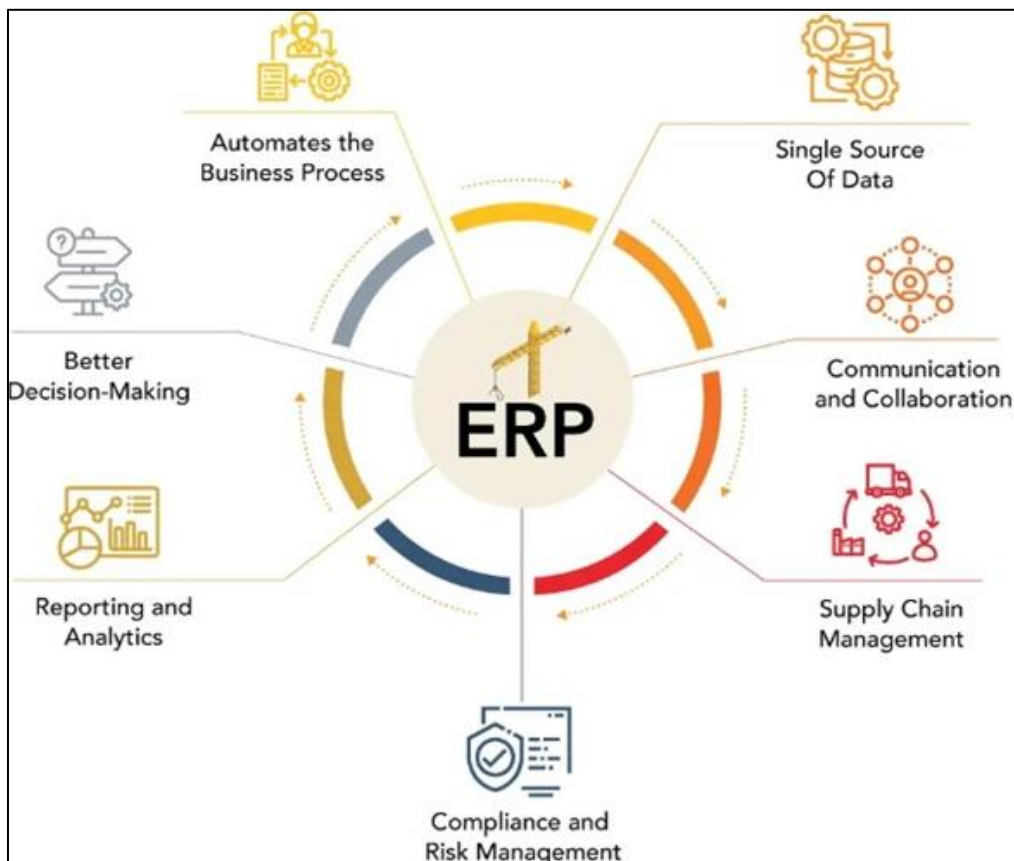 Automates the
Business Process
Single Source
Of Data
Better
Decision-Making
Communication
and Collaboration
ERP
Reporting and
Analytics
Supply Chain
Management
Compliance and
Risk Management